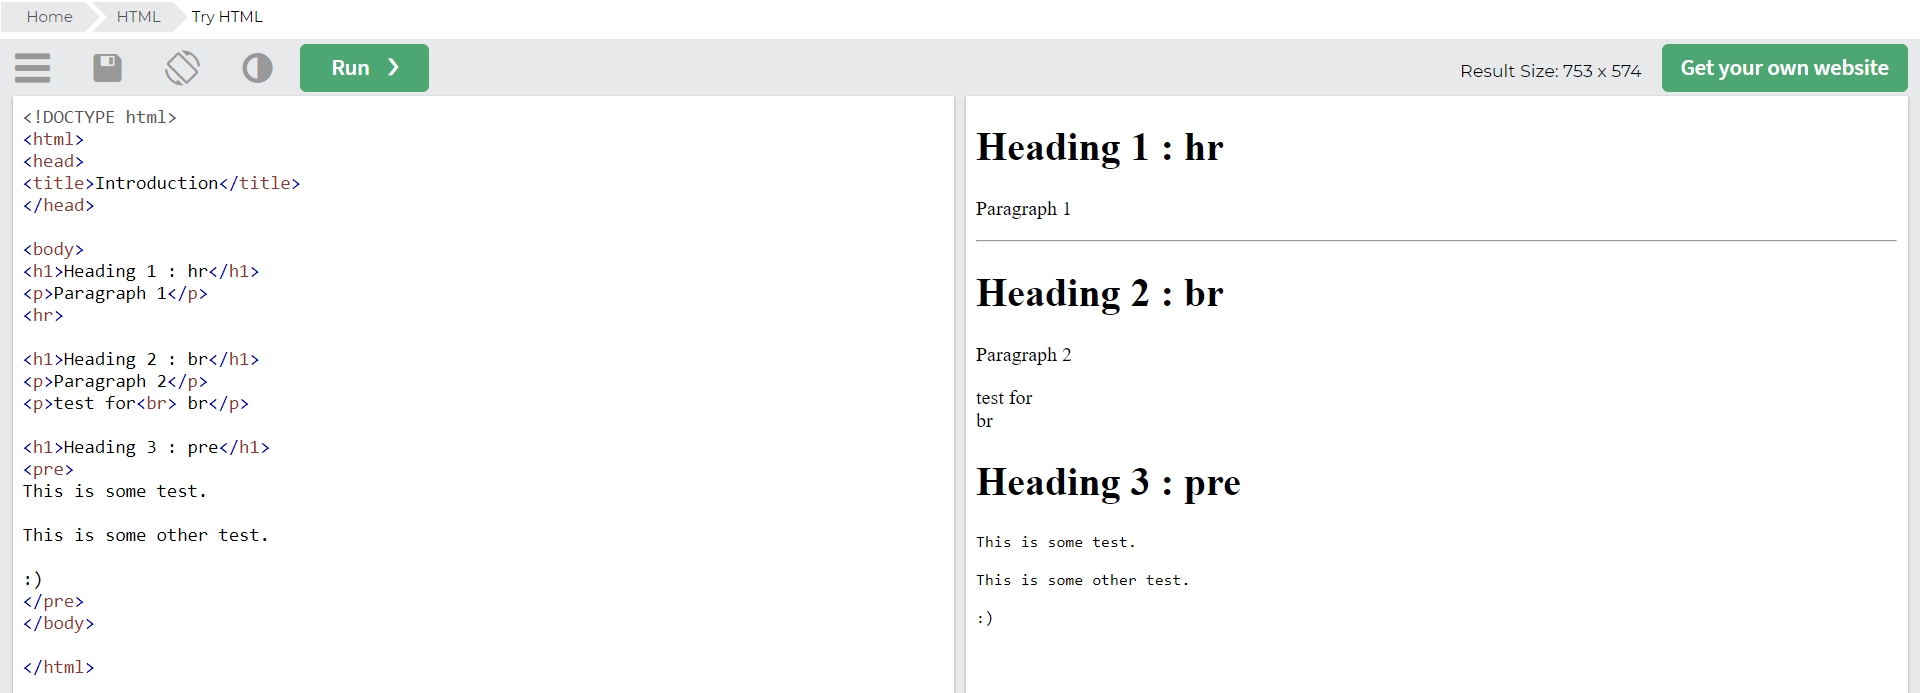 Home HTML Try HTML
Run ❯ Result Size: 753 x 574 Get your own website
<!DOCTYPE html>
<html>
<head>
<title>Introduction</title>
</head>
<body>
<h1>Heading 1 : hr</h1>
<p>Paragraph 1</p>
<hr>
<h1>Heading 2 : br</h1>
<p>Paragraph 2</p>
<p>test for<br> br</p>
<h1>Heading 3 : pre</h1>
<pre>
This is some test.
This is some other test.
:)
</pre>
</body>
</html>
Heading 1 : hr
Paragraph 1
Heading 2 : br
Paragraph 2
test for
br
Heading 3 : pre
This is some test.
This is some other test.
:)